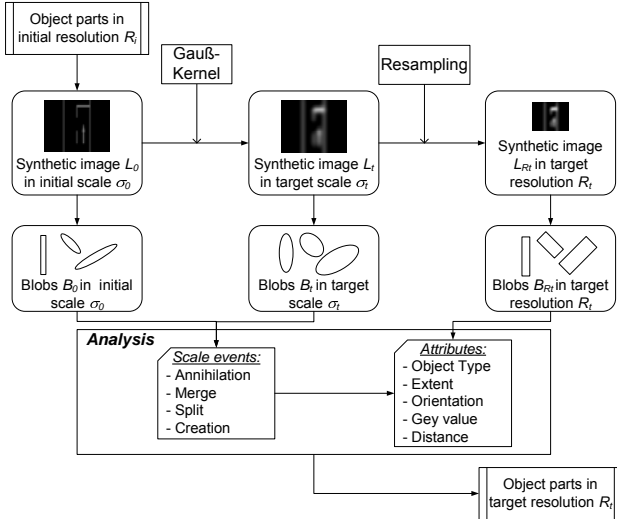 Object parts in
initial resolution Ri
Gauß-
Kernel
Resampling
Synthetic image L0
in initial scale σ0
Synthetic image Lt
in target scale σt
Synthetic image
LRt in target
resolution Rt
Blobs B0 in initial
scale σ0
Blobs Bt in target
scale σt
Blobs BRt in target
resolution Rt
Analysis
Scale events:
- Annihilation
- Merge
- Split
- Creation
Attributes:
- Object Type
- Extent
- Orientation
- Gey value
- Distance
Object parts in
target resolution Rt